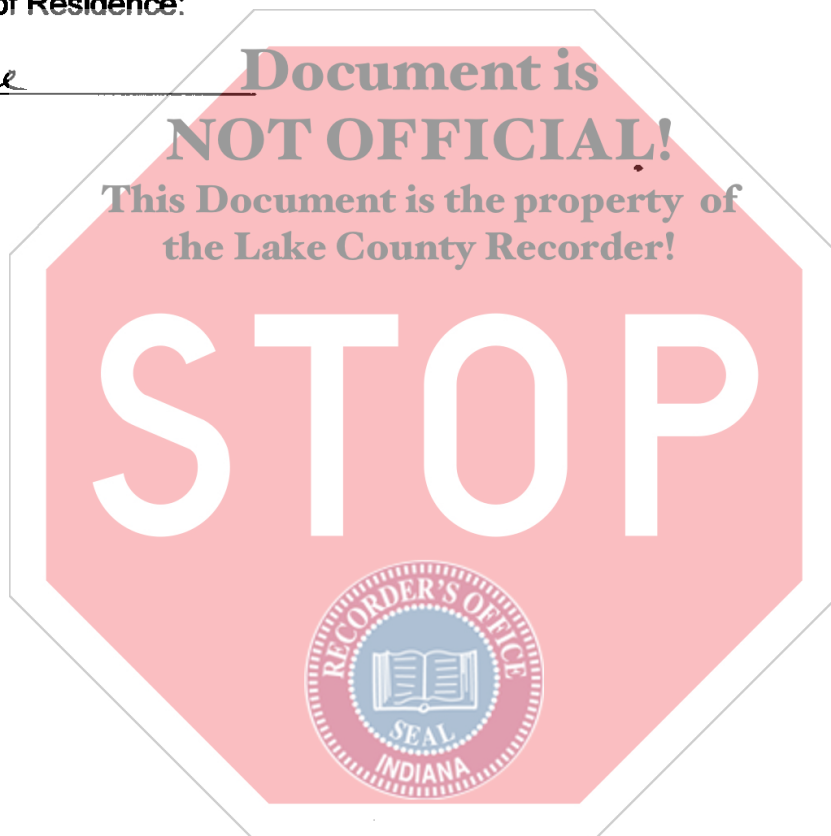 of Residence:
Document is
NOT OFFICIAL!
This Document is the property of
the Lake County Recorder!
STOP
RECORDER'S OFFICE
SEAL
INDIANA